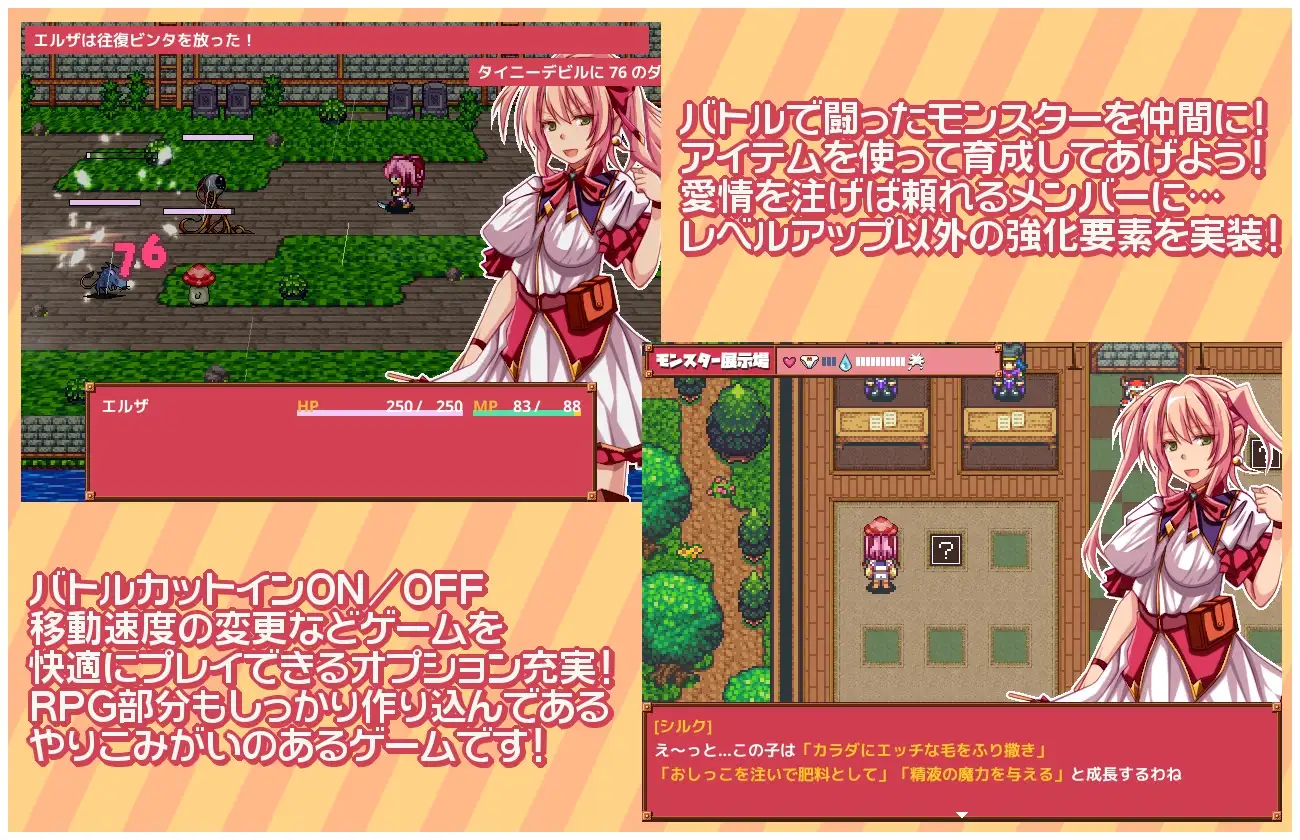 エルザは往復ビンタを放った！
タイニーデビルに 76 のダ
76
エルザ
HP 250/ 250 MP 83/ 88
バトルで闘ったモンスターを仲間に！
アイテムを使って育成してあげよう！
愛情を注げば頼れるメンバーに…
レベルアップ以外の強化要素を実装！
バトルカットインON／OFF
移動速度の変更などゲームを
快適にプレイできるオプション充実！
RPG部分もしっかり作り込んである
やりこみがいのあるゲームです！
モンスター展示場
?
?
[シルク]
え～っと…この子は「カラダにエッチな毛をふり撒き」
「おしっこを注いで肥料として」「精液の魔力を与える」と成長するわね